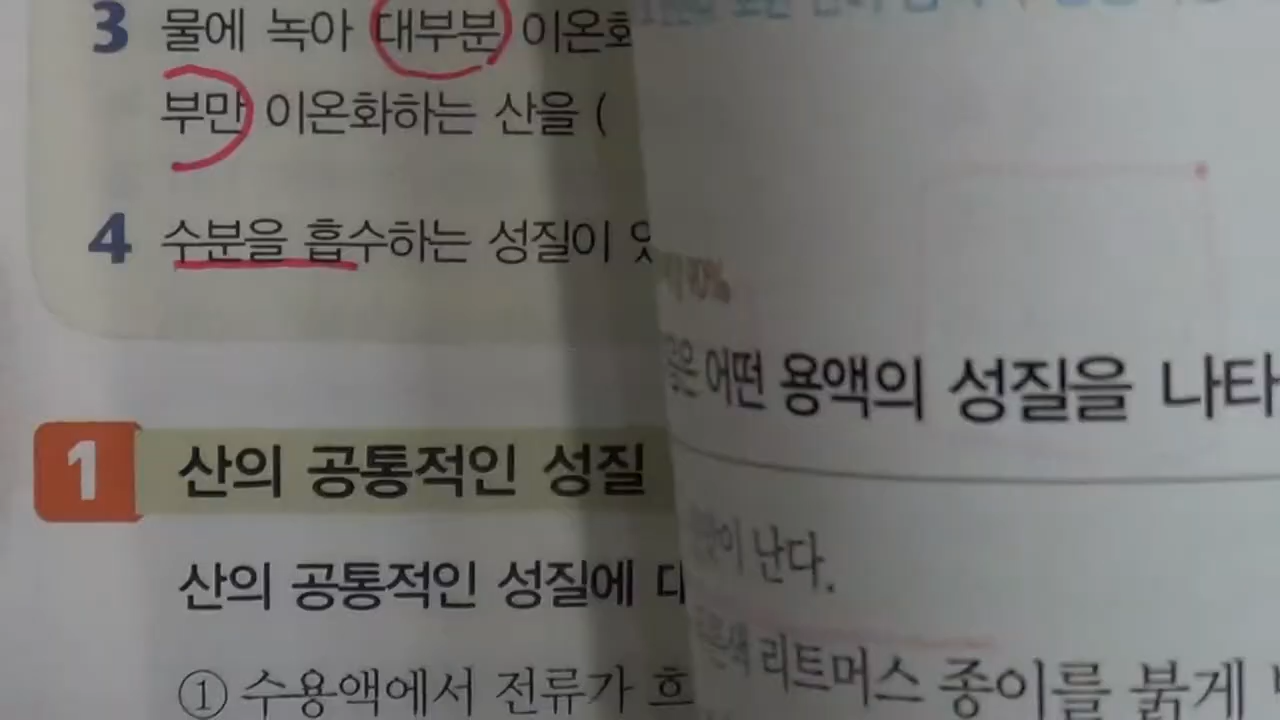 3 물에 녹아 대부분 이온화
부만 이온화하는 산을 (
4 수분을 흡수하는 성질이
1 산의 공통적인 성질
산의 공통적인 성질에 대
① 수용액에서 전류가 흐
90%
어떤 용액의 성질을 나타
난다.
리트머스 종이를 붉게